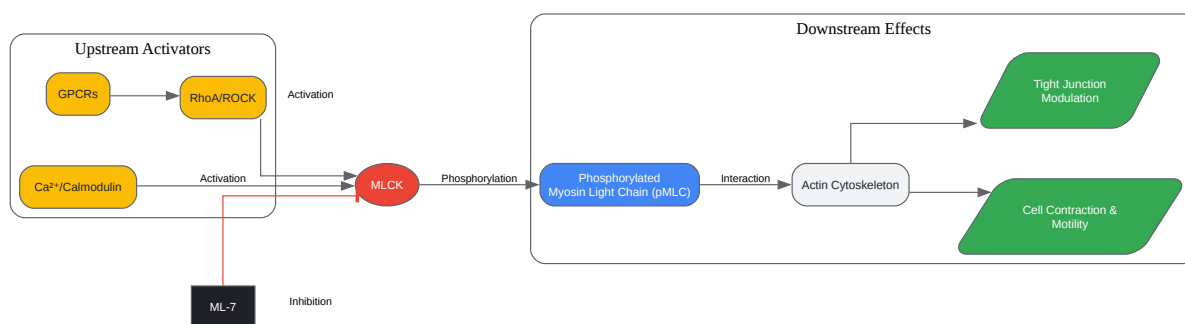 Upstream Activators
GPCRs
RhoA/ROCK
Activation
Ca²⁺/Calmodulin
Activation
MLCK
Phosphorylation
ML-7
Inhibition
Downstream Effects
Phosphorylated
Myosin Light Chain (pMLC)
Interaction
Actin Cytoskeleton
Tight Junction
Modulation
Cell Contraction &
Motility